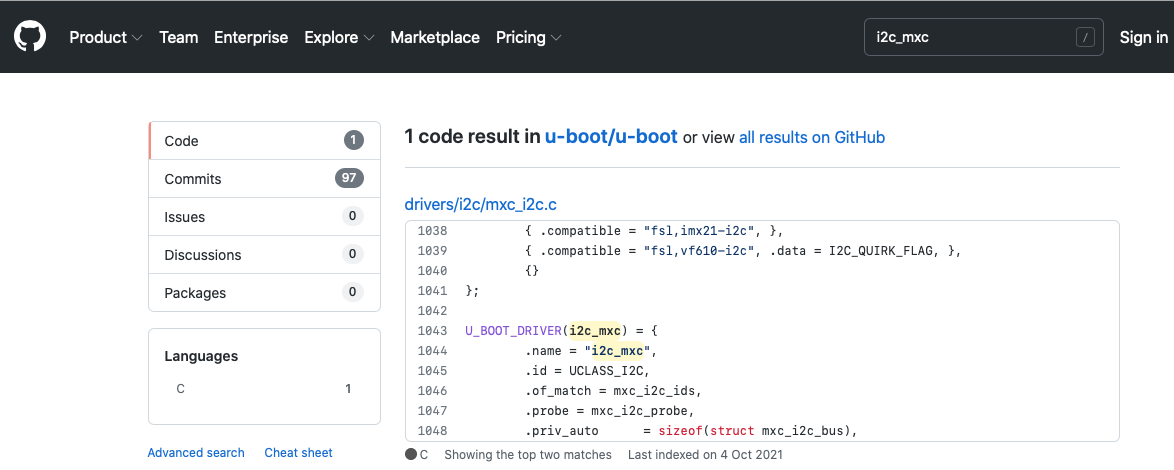 Product Team Enterprise Explore Marketplace Pricing i2c_mxc / Sign in
Code 1
Commits 97
Issues 0
Discussions 0
Packages 0
Languages
C 1
Advanced search Cheat sheet
1 code result in u-boot/u-boot or view all results on GitHub
drivers/i2c/mxc_i2c.c
1038 { .compatible = "fsl,imx21-i2c", },
1039 { .compatible = "fsl,vf610-i2c", .data = I2C_QUIRK_FLAG, },
1040 {}
1041 };
1042
1043 U_BOOT_DRIVER(i2c_mxc) = {
1044 .name = "i2c_mxc",
1045 .id = UCLASS_I2C,
1046 .of_match = mxc_i2c_ids,
1047 .probe = mxc_i2c_probe,
1048 .priv_auto = sizeof(struct mxc_i2c_bus),
C Showing the top two matches Last indexed on 4 Oct 2021